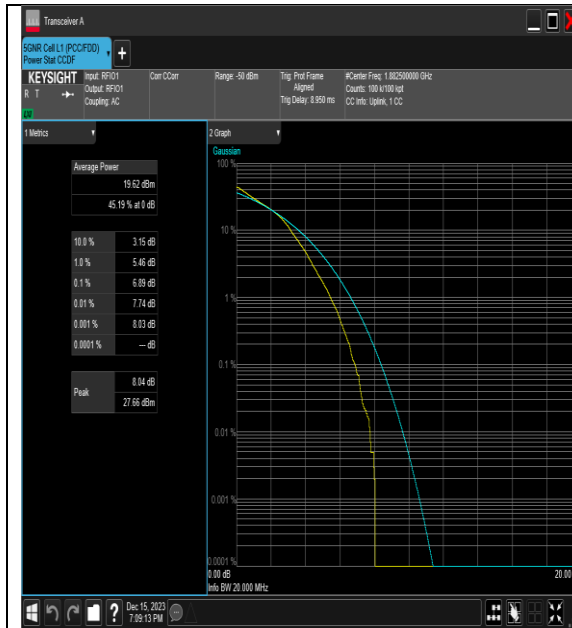 Transceiver A
5GNR Cell L1 (PCC/FDD)
Power Stat CCDF
KEYSIGHT
R T
Input: RFIO1
Output: RFIO1
Coupling: AC
Corr CCorr
Range: -50 dBm
Trig: Prot Frame
Aligned
Trig Delay: 8.950 ms
#Center Freq: 1.882500000 GHz
Counts: 100 k/100 kpt
CC Info: Uplink, 1 CC
1 Metrics
Average Power
19.62 dBm
45.19 % at 0 dB
10.0 % 3.15 dB
1.0 % 5.46 dB
0.1 % 6.89 dB
0.01 % 7.74 dB
0.001 % 8.03 dB
0.0001 % --- dB
Peak
8.04 dB
27.66 dBm
2 Graph
Gaussian
100 %
10 %
1 %
0.1 %
0.01 %
0.001 %
0.0001 %
0.00 dB 20.00
Info BW 20.000 MHz
Dec 15, 2023
7:09:13 PM